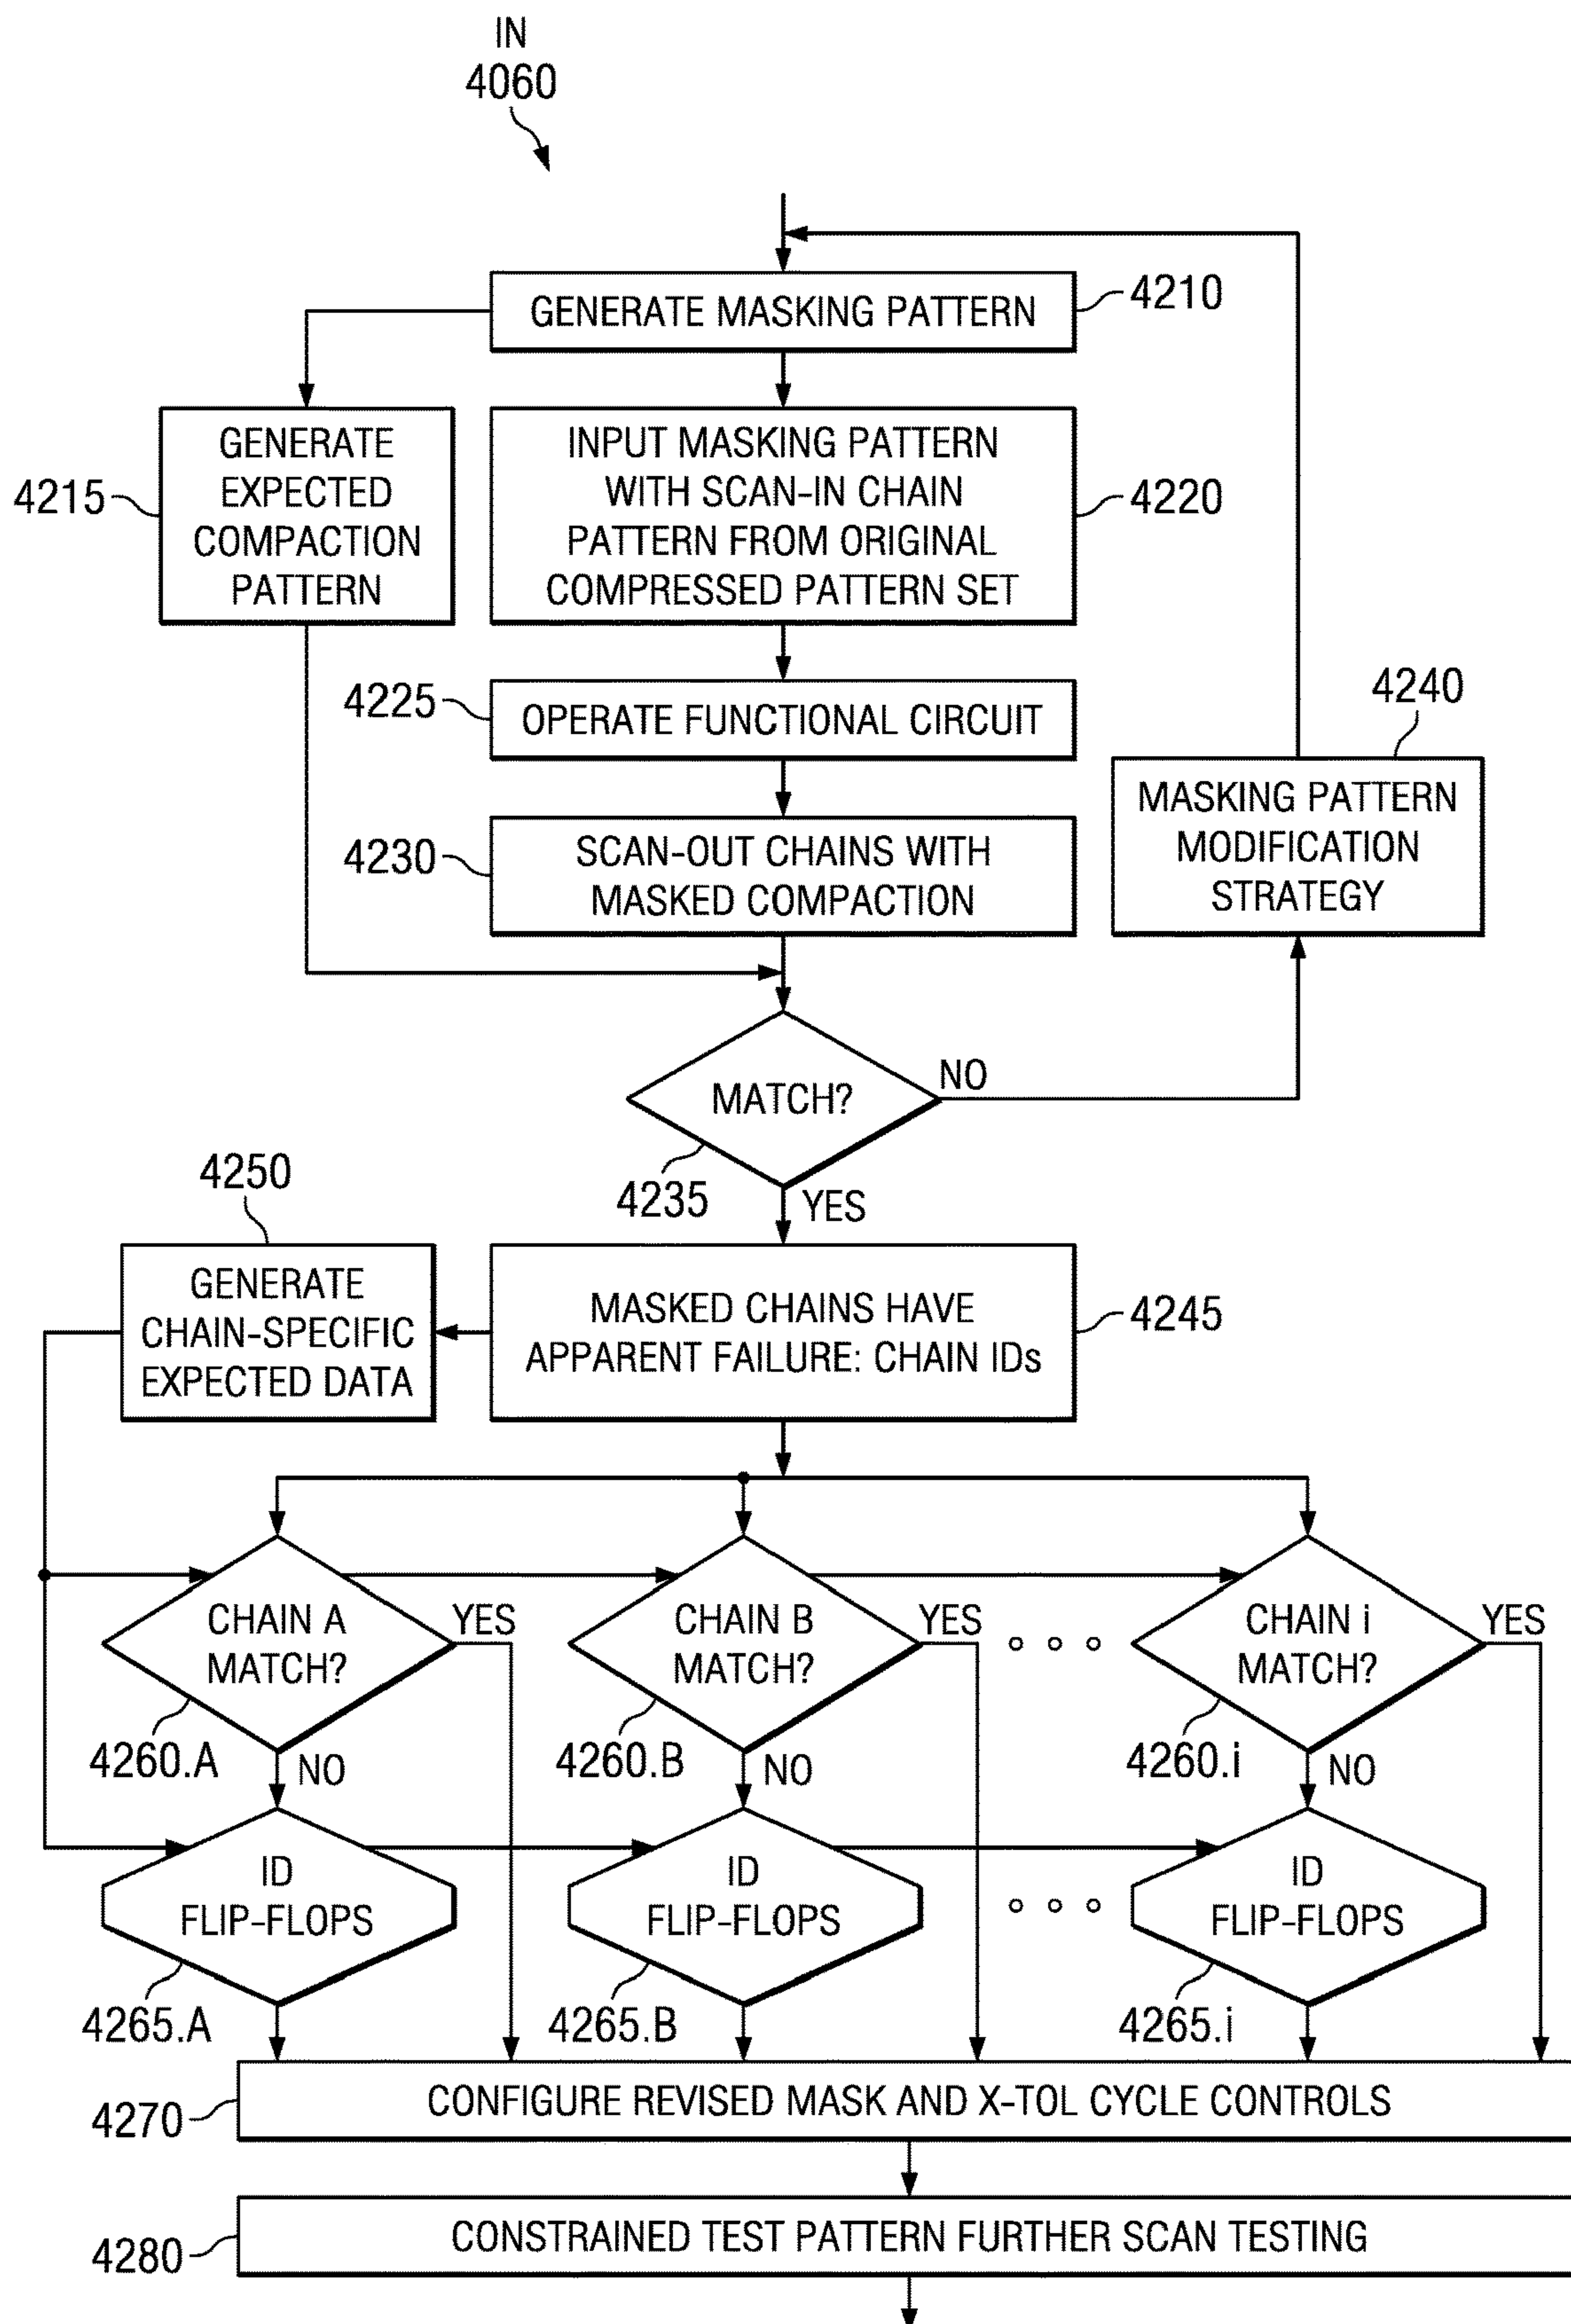 IN
4060
GENERATE MASKING PATTERN
4210
GENERATE
EXPECTED
COMPACTION
PATTERN
4215
INPUT MASKING PATTERN
WITH SCAN-IN CHAIN
PATTERN FROM ORIGINAL
COMPRESSED PATTERN SET
4220
4225
OPERATE FUNCTIONAL CIRCUIT
4240
MASKING PATTERN
MODIFICATION
STRATEGY
4230
SCAN-OUT CHAINS WITH
MASKED COMPACTION
MATCH?
NO
4235
YES
4250
GENERATE
CHAIN-SPECIFIC
EXPECTED DATA
MASKED CHAINS HAVE
APPARENT FAILURE: CHAIN IDs
4245
CHAIN A
MATCH?
YES
CHAIN B
MATCH?
YES
CHAIN i
MATCH?
YES
4260.A
NO
4260.B
NO
4260.i
NO
ID
FLIP-FLOPS
ID
FLIP-FLOPS
ID
FLIP-FLOPS
4265.A
4265.B
4265.i
4270
CONFIGURE REVISED MASK AND X-TOL CYCLE CONTROLS
4280
CONSTRAINED TEST PATTERN FURTHER SCAN TESTING